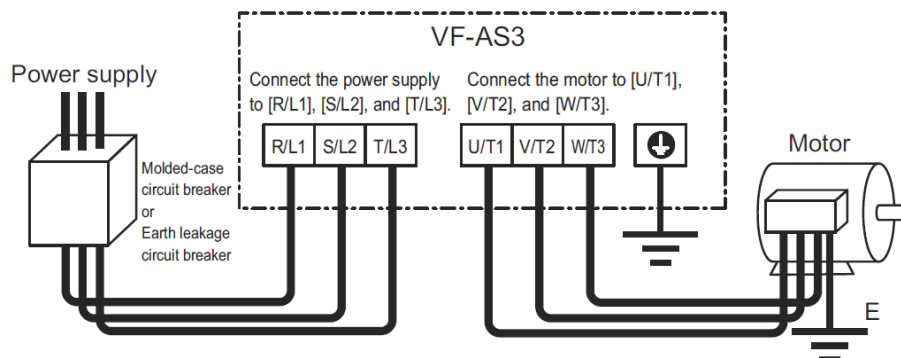 VF-AS3
Power supply
Connect the power supply
to [R/L1], [S/L2], and [T/L3].
Connect the motor to [U/T1],
[V/T2], and [W/T3].
R/L1 S/L2 T/L3
U/T1 V/T2 W/T3
Motor
Molded-case
circuit breaker
or
Earth leakage
circuit breaker
E